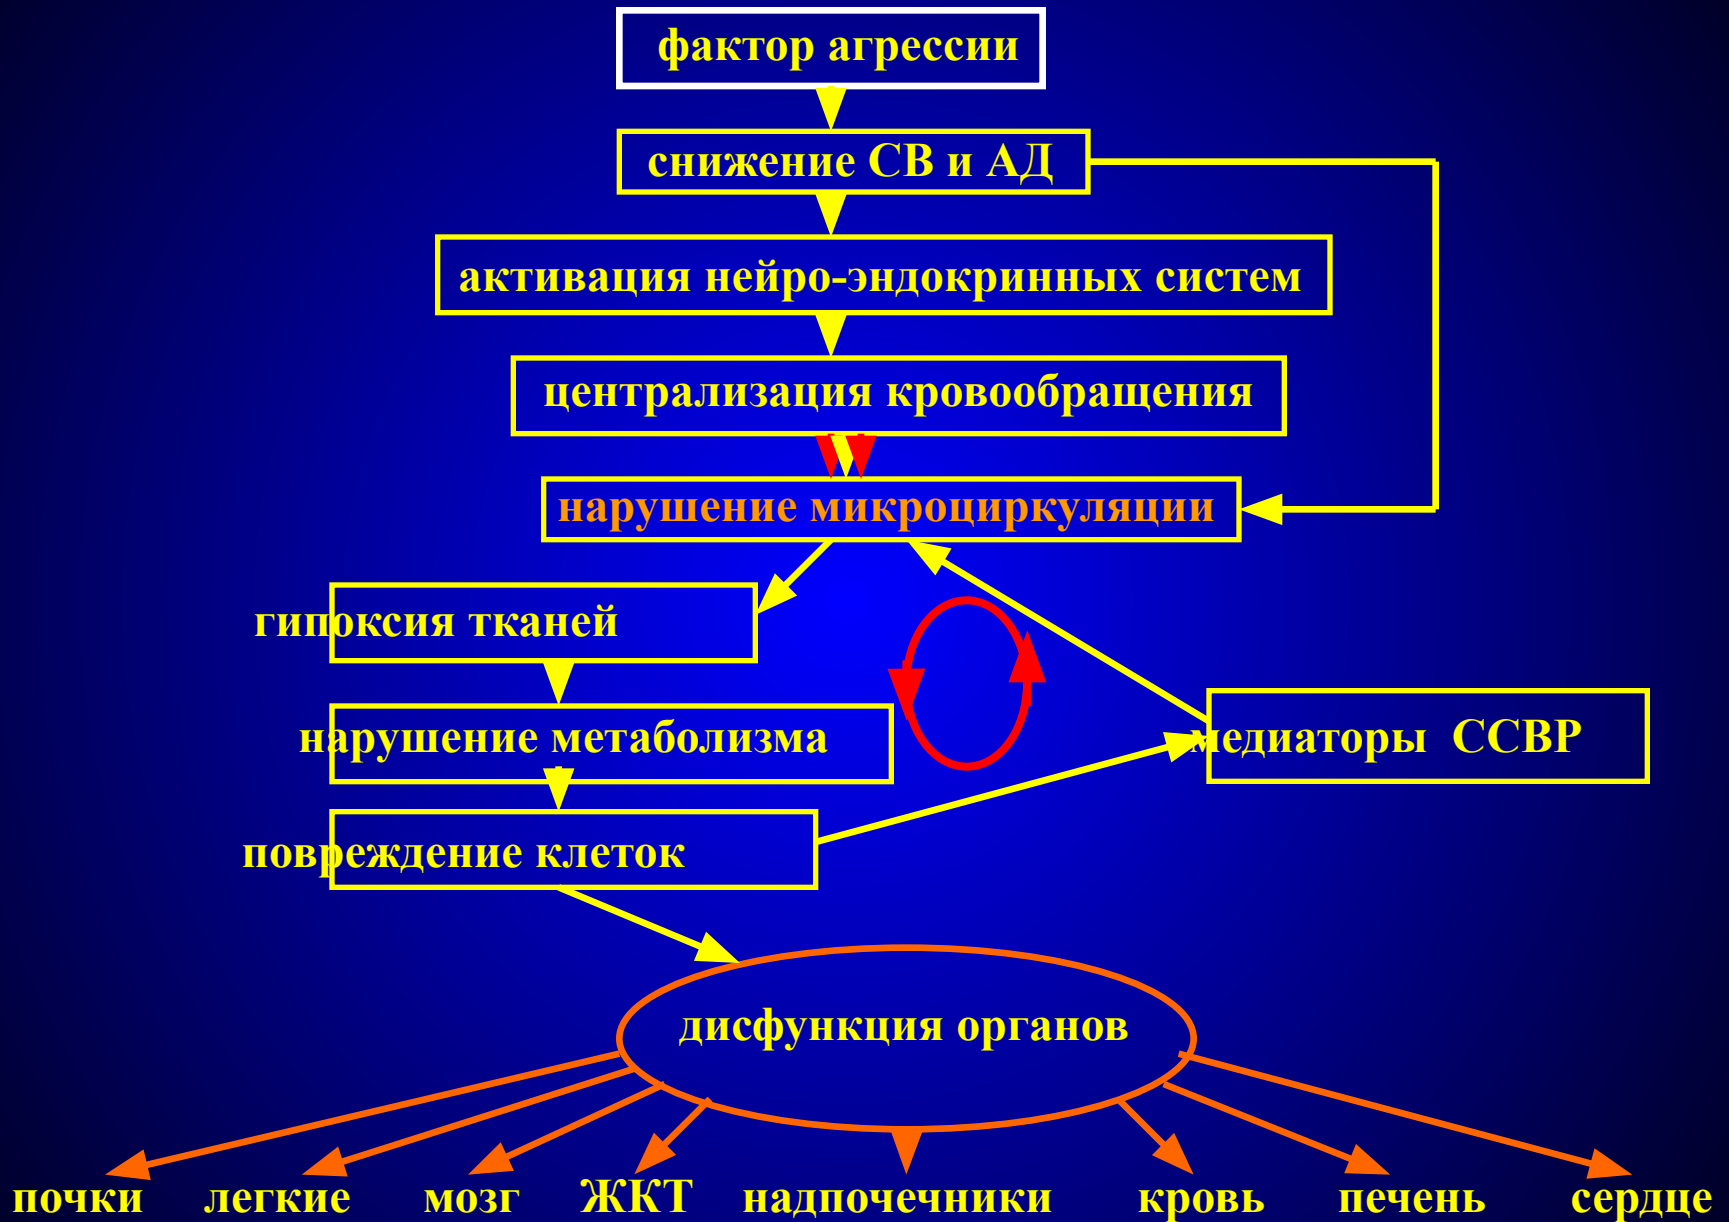 фактор агрессии
снижение СВ и АД
активация нейро-эндокринных систем
централизация кровообращения
нарушение микроциркуляции
гипоксия тканей
нарушение метаболизма
медиаторы ССВР
повреждение клеток
дисфункция органов
почки легкие мозг ЖКТ надпочечники кровь печень сердце